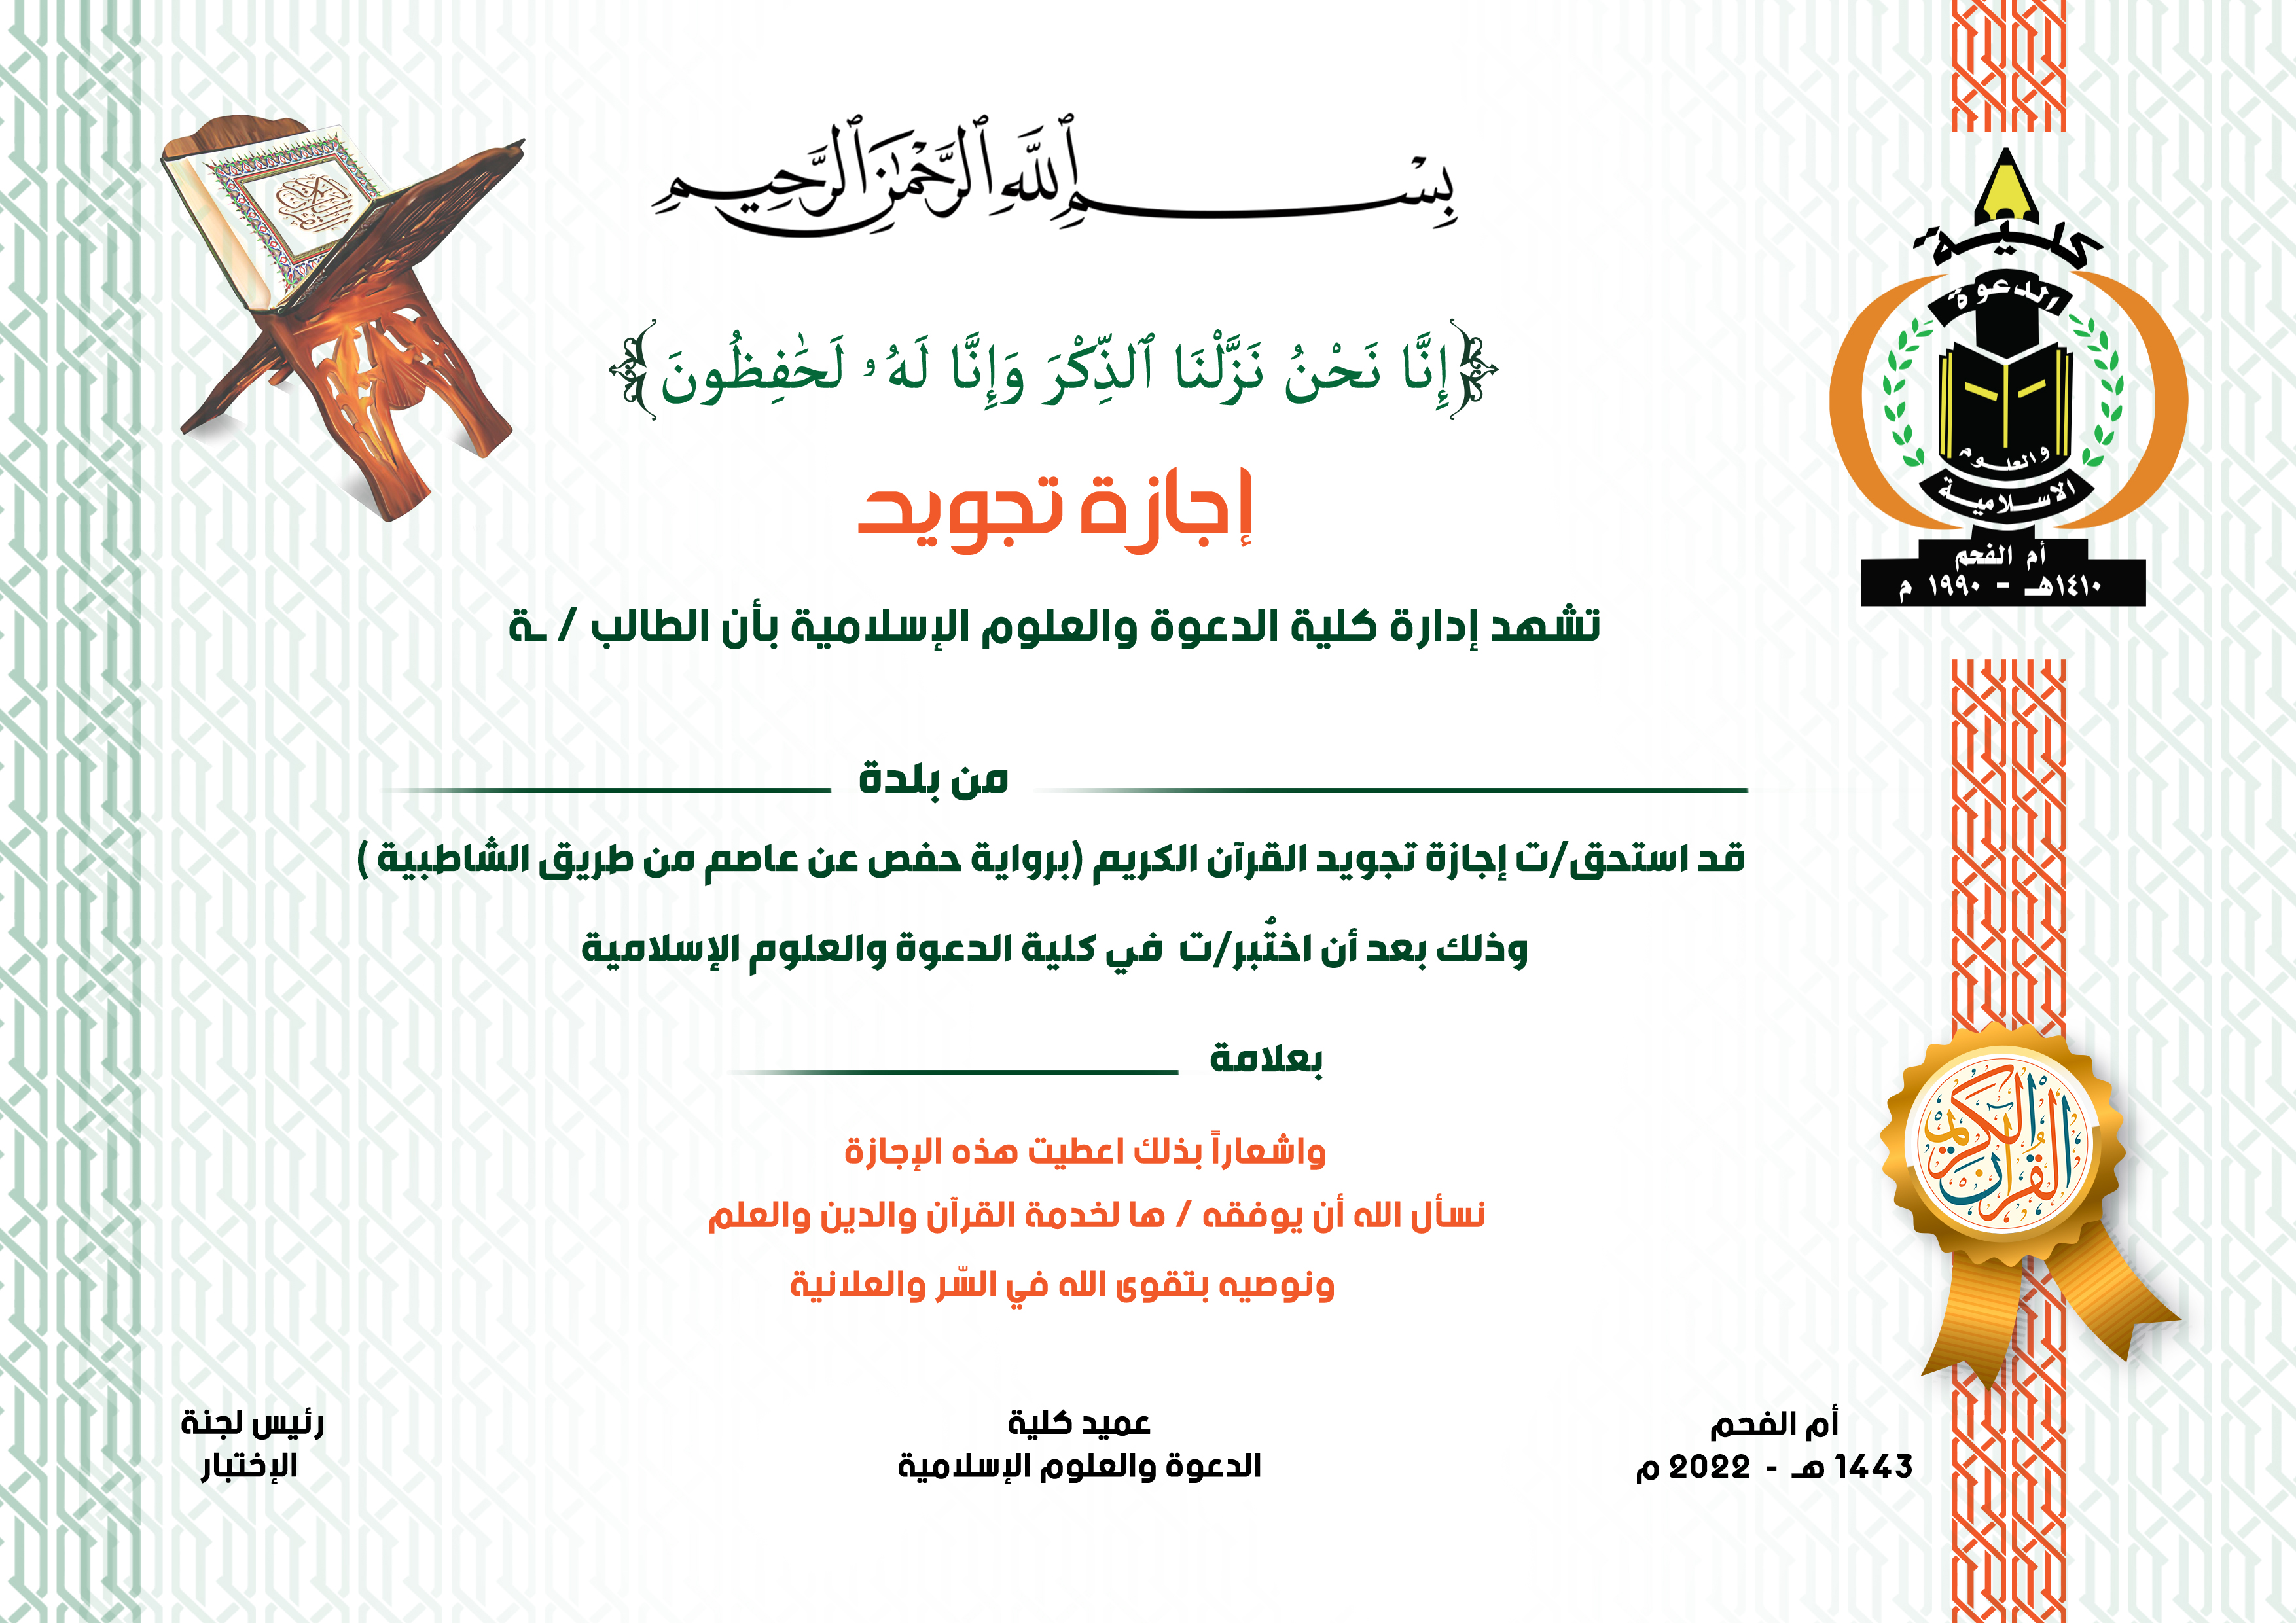 بِسْمِ ٱللَّهِ ٱلرَّحْمَٰنِ ٱلرَّحِيمِ
﴿إِنَّا نَحْنُ نَزَّلْنَا ٱلذِّكْرَ وَإِنَّا لَهُۥ لَحَٰفِظُونَ﴾
إجازة تجويد
تشهد إدارة كلية الدعوة والعلوم الإسلامية بأن الطالب / ـة
من بلدة
قد استحق/ت إجازة تجويد القرآن الكريم (برواية حفص عن عاصم من طريق الشاطبية )
وذلك بعد أن اختُبر/ت في كلية الدعوة والعلوم الإسلامية
بعلامة
واشعاراً بذلك اعطيت هذه الإجازة
نسأل الله أن يوفقه / ها لخدمة القرآن والدين والعلم
ونوصيه بتقوى الله في السّر والعلانية
أم الفحم
1443 هـ - 2022 م
عميد كلية
الدعوة والعلوم الإسلامية
رئيس لجنة
الإختبار
كلية
الدعوة
والعلوم
الاسلامية
أم الفحم
١٤١٠هـ - ١٩٩٠ م
القرآن الكريم